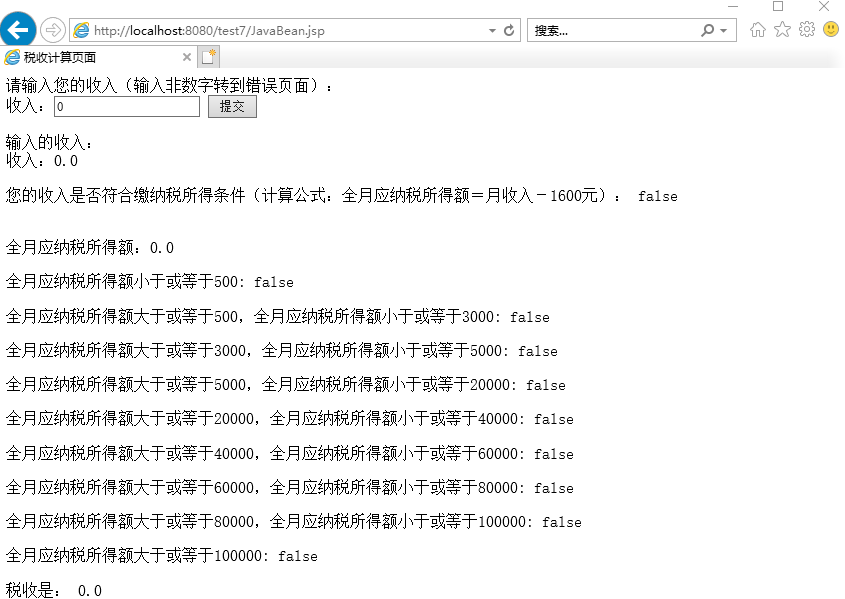 http://localhost:8080/test7/JavaBean.jsp
搜索...
税收计算页面
请输入您的收入（输入非数字转到错误页面）：
收入：0 提交
输入的收入：
收入：0.0
您的收入是否符合缴纳税所得条件（计算公式：全月应纳税所得额＝月收入－1600元）： false
全月应纳税所得额：0.0
全月应纳税所得额小于或等于500: false
全月应纳税所得额大于或等于500，全月应纳税所得额小于或等于3000: false
全月应纳税所得额大于或等于3000，全月应纳税所得额小于或等于5000: false
全月应纳税所得额大于或等于5000，全月应纳税所得额小于或等于20000: false
全月应纳税所得额大于或等于20000，全月应纳税所得额小于或等于40000: false
全月应纳税所得额大于或等于40000，全月应纳税所得额小于或等于60000: false
全月应纳税所得额大于或等于60000，全月应纳税所得额小于或等于80000: false
全月应纳税所得额大于或等于80000，全月应纳税所得额小于或等于100000: false
全月应纳税所得额大于或等于100000: false
税收是： 0.0